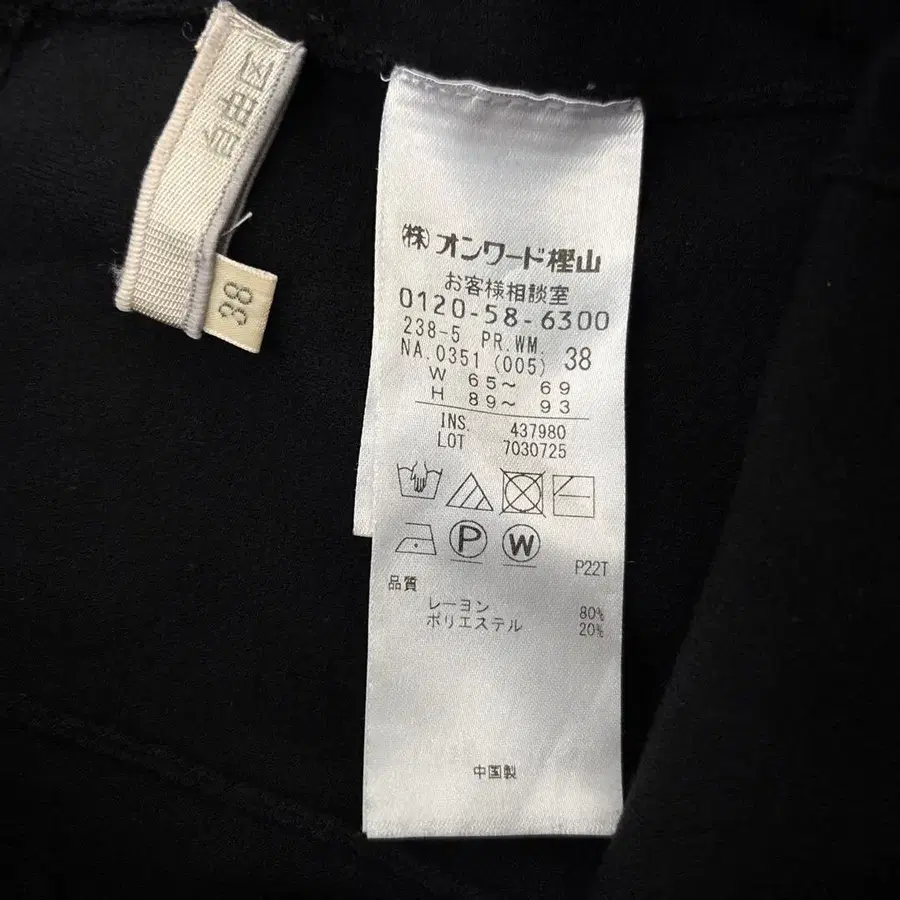 自由区
38
㈱オンワード樫山
お客様相談室
0120-58-6300
238-5 PR.WM. 38
NA.0351 (005)
W 65〜 69
H 89〜 93
INS. 437980
LOT 7030725
P
W
P22T
品質
レーヨン 80%
ポリエステル 20%
中国製